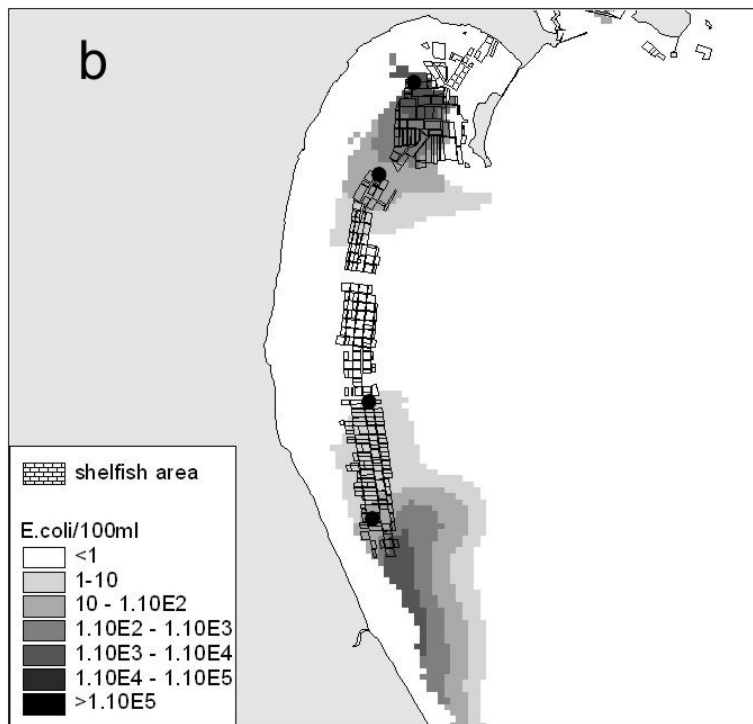 b
shelfish area
E.coli/100ml
<1
1-10
10 - 1.10E2
1.10E2 - 1.10E3
1.10E3 - 1.10E4
1.10E4 - 1.10E5
>1.10E5